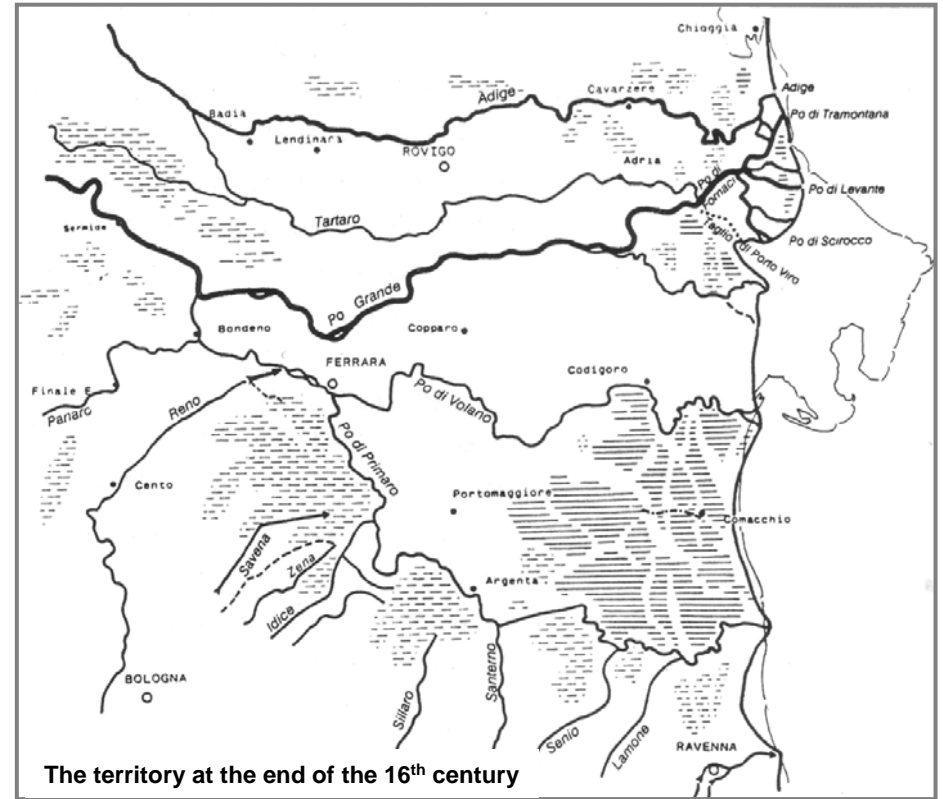 Chioggia
Adige
Cavarzere
Adige
Po di Tramontana
Badia
Lendinara
ROVIGO
Adria
Po di Fornaci
Po di Levante
Tartaro
Taglio di Porto Viro
Po di Scirocco
Sermide
Po Grande
Bondeno
Copparo
FERRARA
Codigoro
Finale E
Panaro
Reno
Po di Volano
Po di Primaro
Cento
Portomaggiore
Comacchio
Savena
Zena
Argenta
Idice
BOLOGNA
Sillaro
Santerno
Senio
Lamone
RAVENNA
The territory at the end of the 16th century